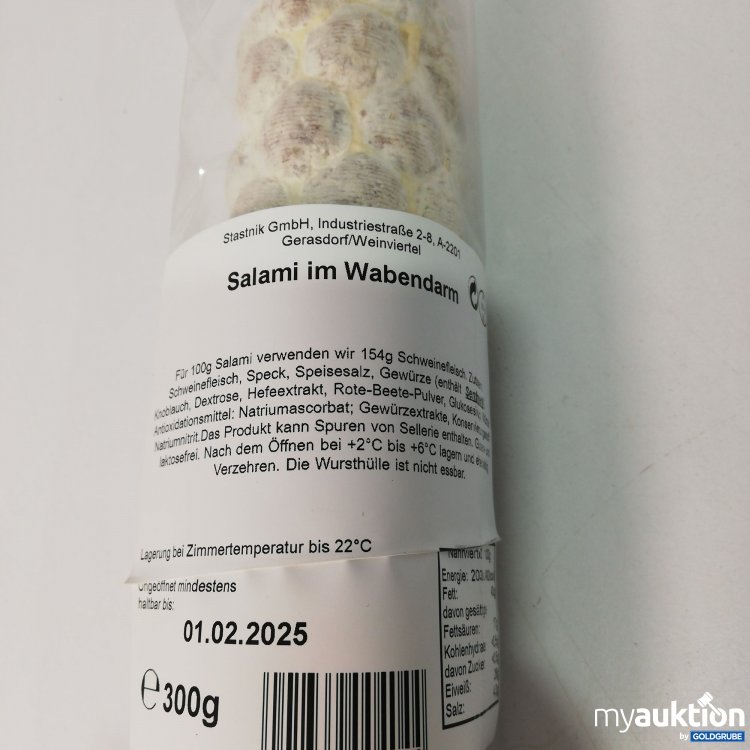 Stastnik GmbH, Industriestraße 2-8, A-2201
Gerasdorf/Weinviertel
Salami im Wabendarm
Für 100g Salami verwenden wir 154g Schweinefleisch.
Schweinefleisch, Speck, Speisesalz, Gewürze (enthält
Knoblauch, Dextrose, Hefeextrakt, Rote-Beete-Pulver,
Antioxidationsmittel: Natriumascorbat; Gewürzextrakte,
Natriumnitrit.Das Produkt kann Spuren von Sellerie enthalten.
laktosefrei. Nach dem Öffnen bei +2°C bis +6°C lagern und
Verzehren. Die Wursthülle ist nicht essbar.
Lagerung bei Zimmertemperatur bis 22°C
Ungeöffnet mindestens
haltbar bis:
01.02.2025
℮ 300g
Energie:
Fett:
davon gesättigte
Fettsäuren:
Kohlenhydrate
davon Zucker:
Eiweiß:
Salz:
myauktion
by GOLDGRUBE